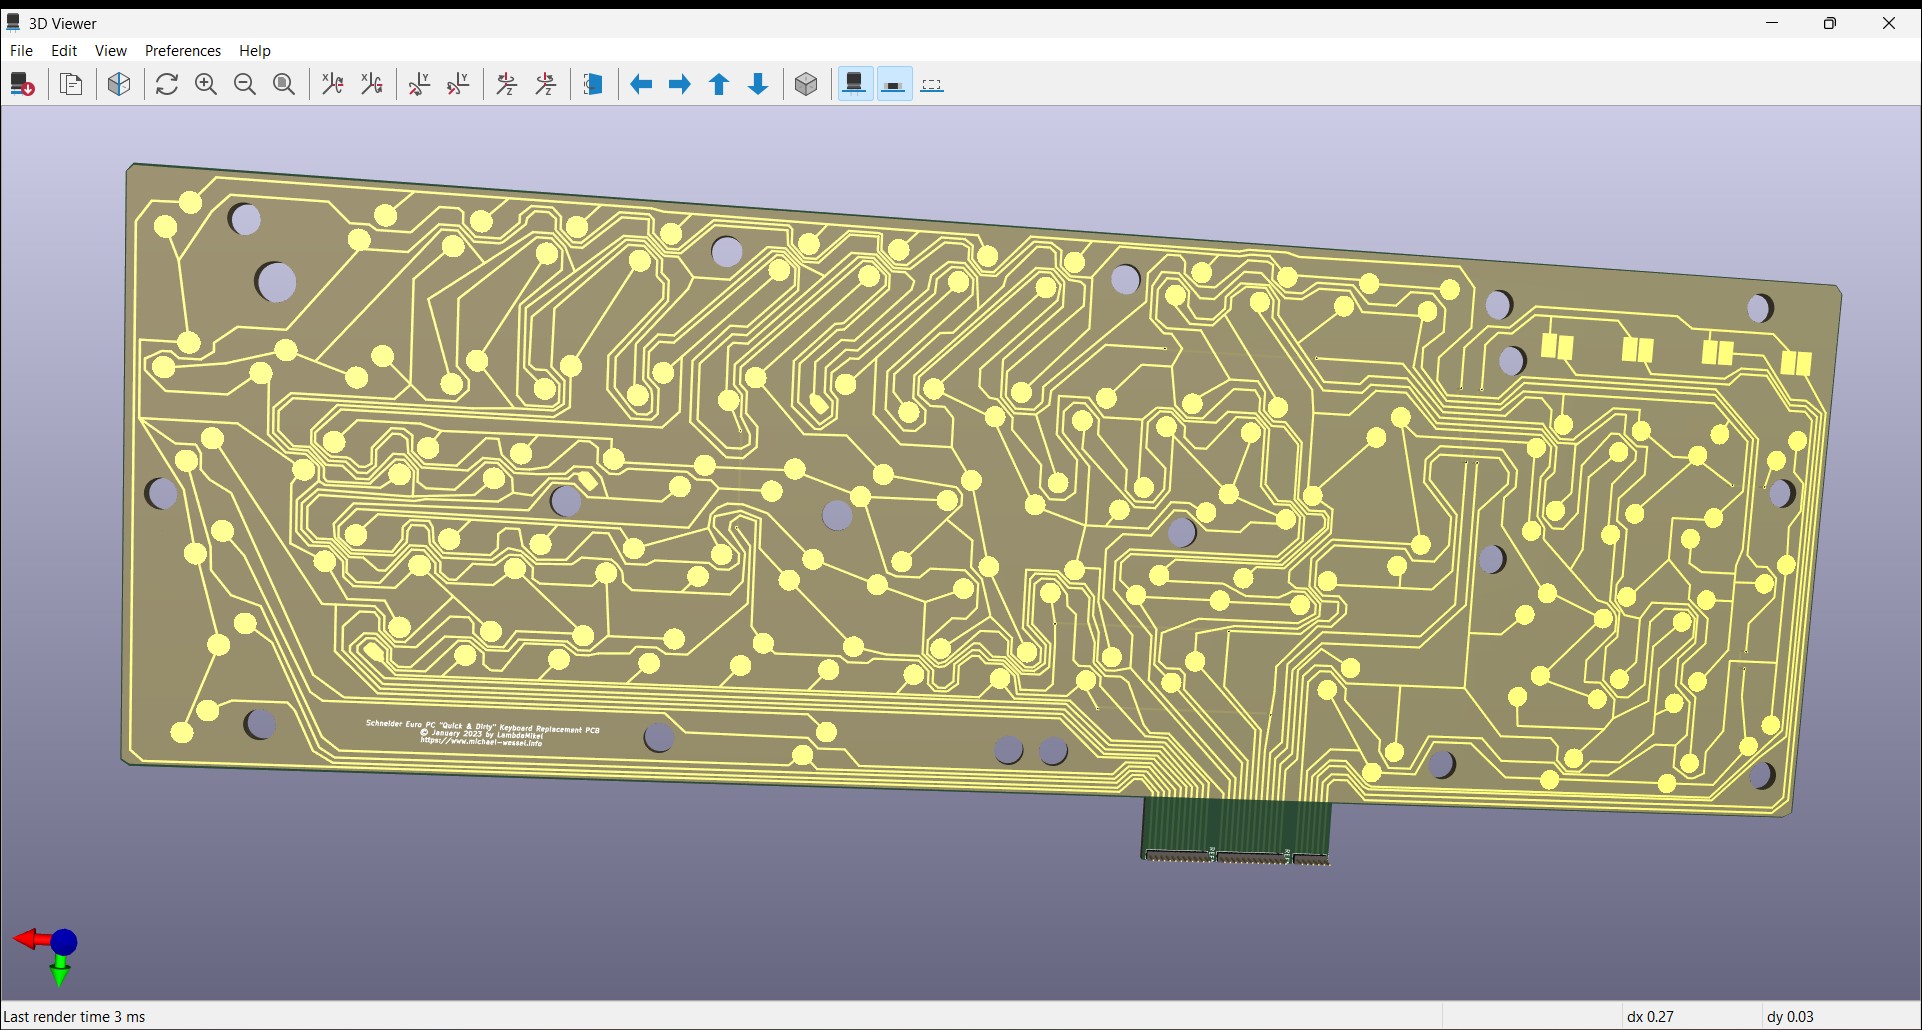 3D Viewer
File Edit View Preferences Help
Schneider Euro PC "Quick & Dirty" Keyboard Replacement PCB
© January 2023 by LambdaMikel
https://www.michael-wessel.info
Last render time 3 ms
dx 0.27
dy 0.03